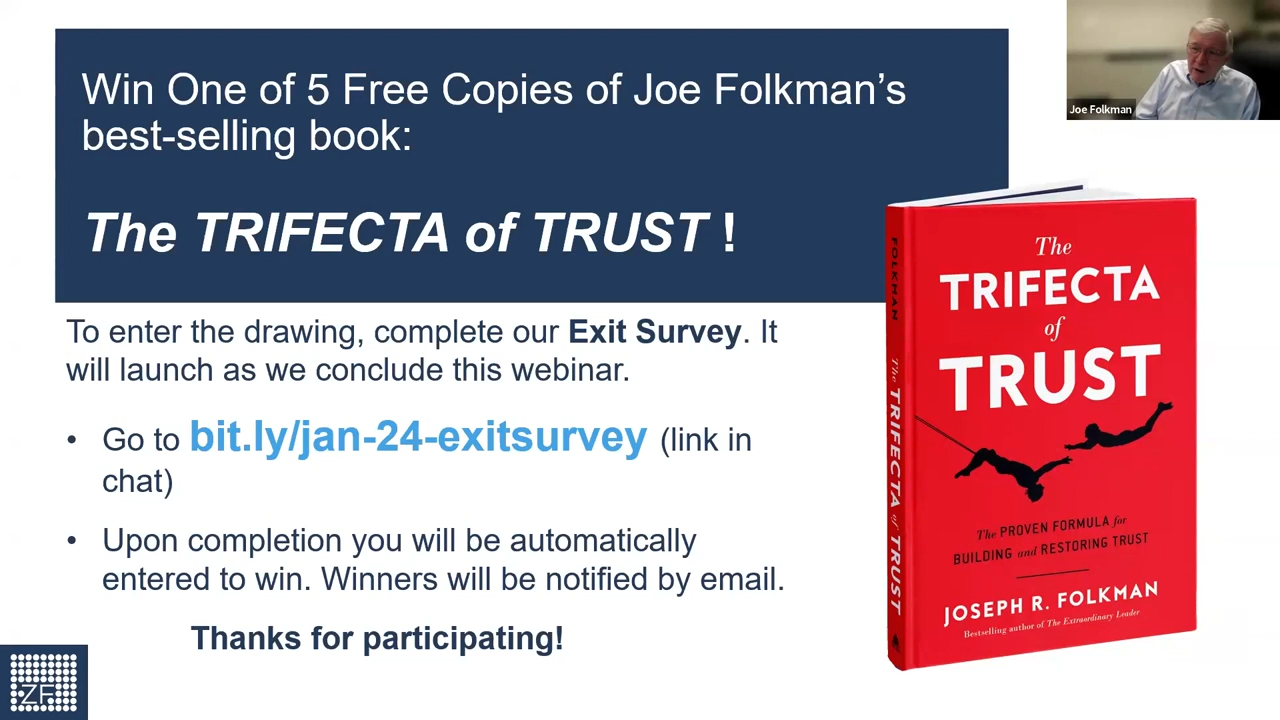 Win One of 5 Free Copies of Joe Folkman’s
best-selling book:
The TRIFECTA of TRUST !
Joe Folkman
To enter the drawing, complete our Exit Survey. It
will launch as we conclude this webinar.
• Go to bit.ly/jan-24-exitsurvey (link in
chat)
• Upon completion you will be automatically
entered to win. Winners will be notified by email.
Thanks for participating!
ZF
FOLKMAN
The TRIFECTA of TRUST
The
TRIFECTA
of
TRUST
The PROVEN FORMULA for
BUILDING and RESTORING TRUST
JOSEPH R. FOLKMAN
Bestselling author of The Extraordinary Leader